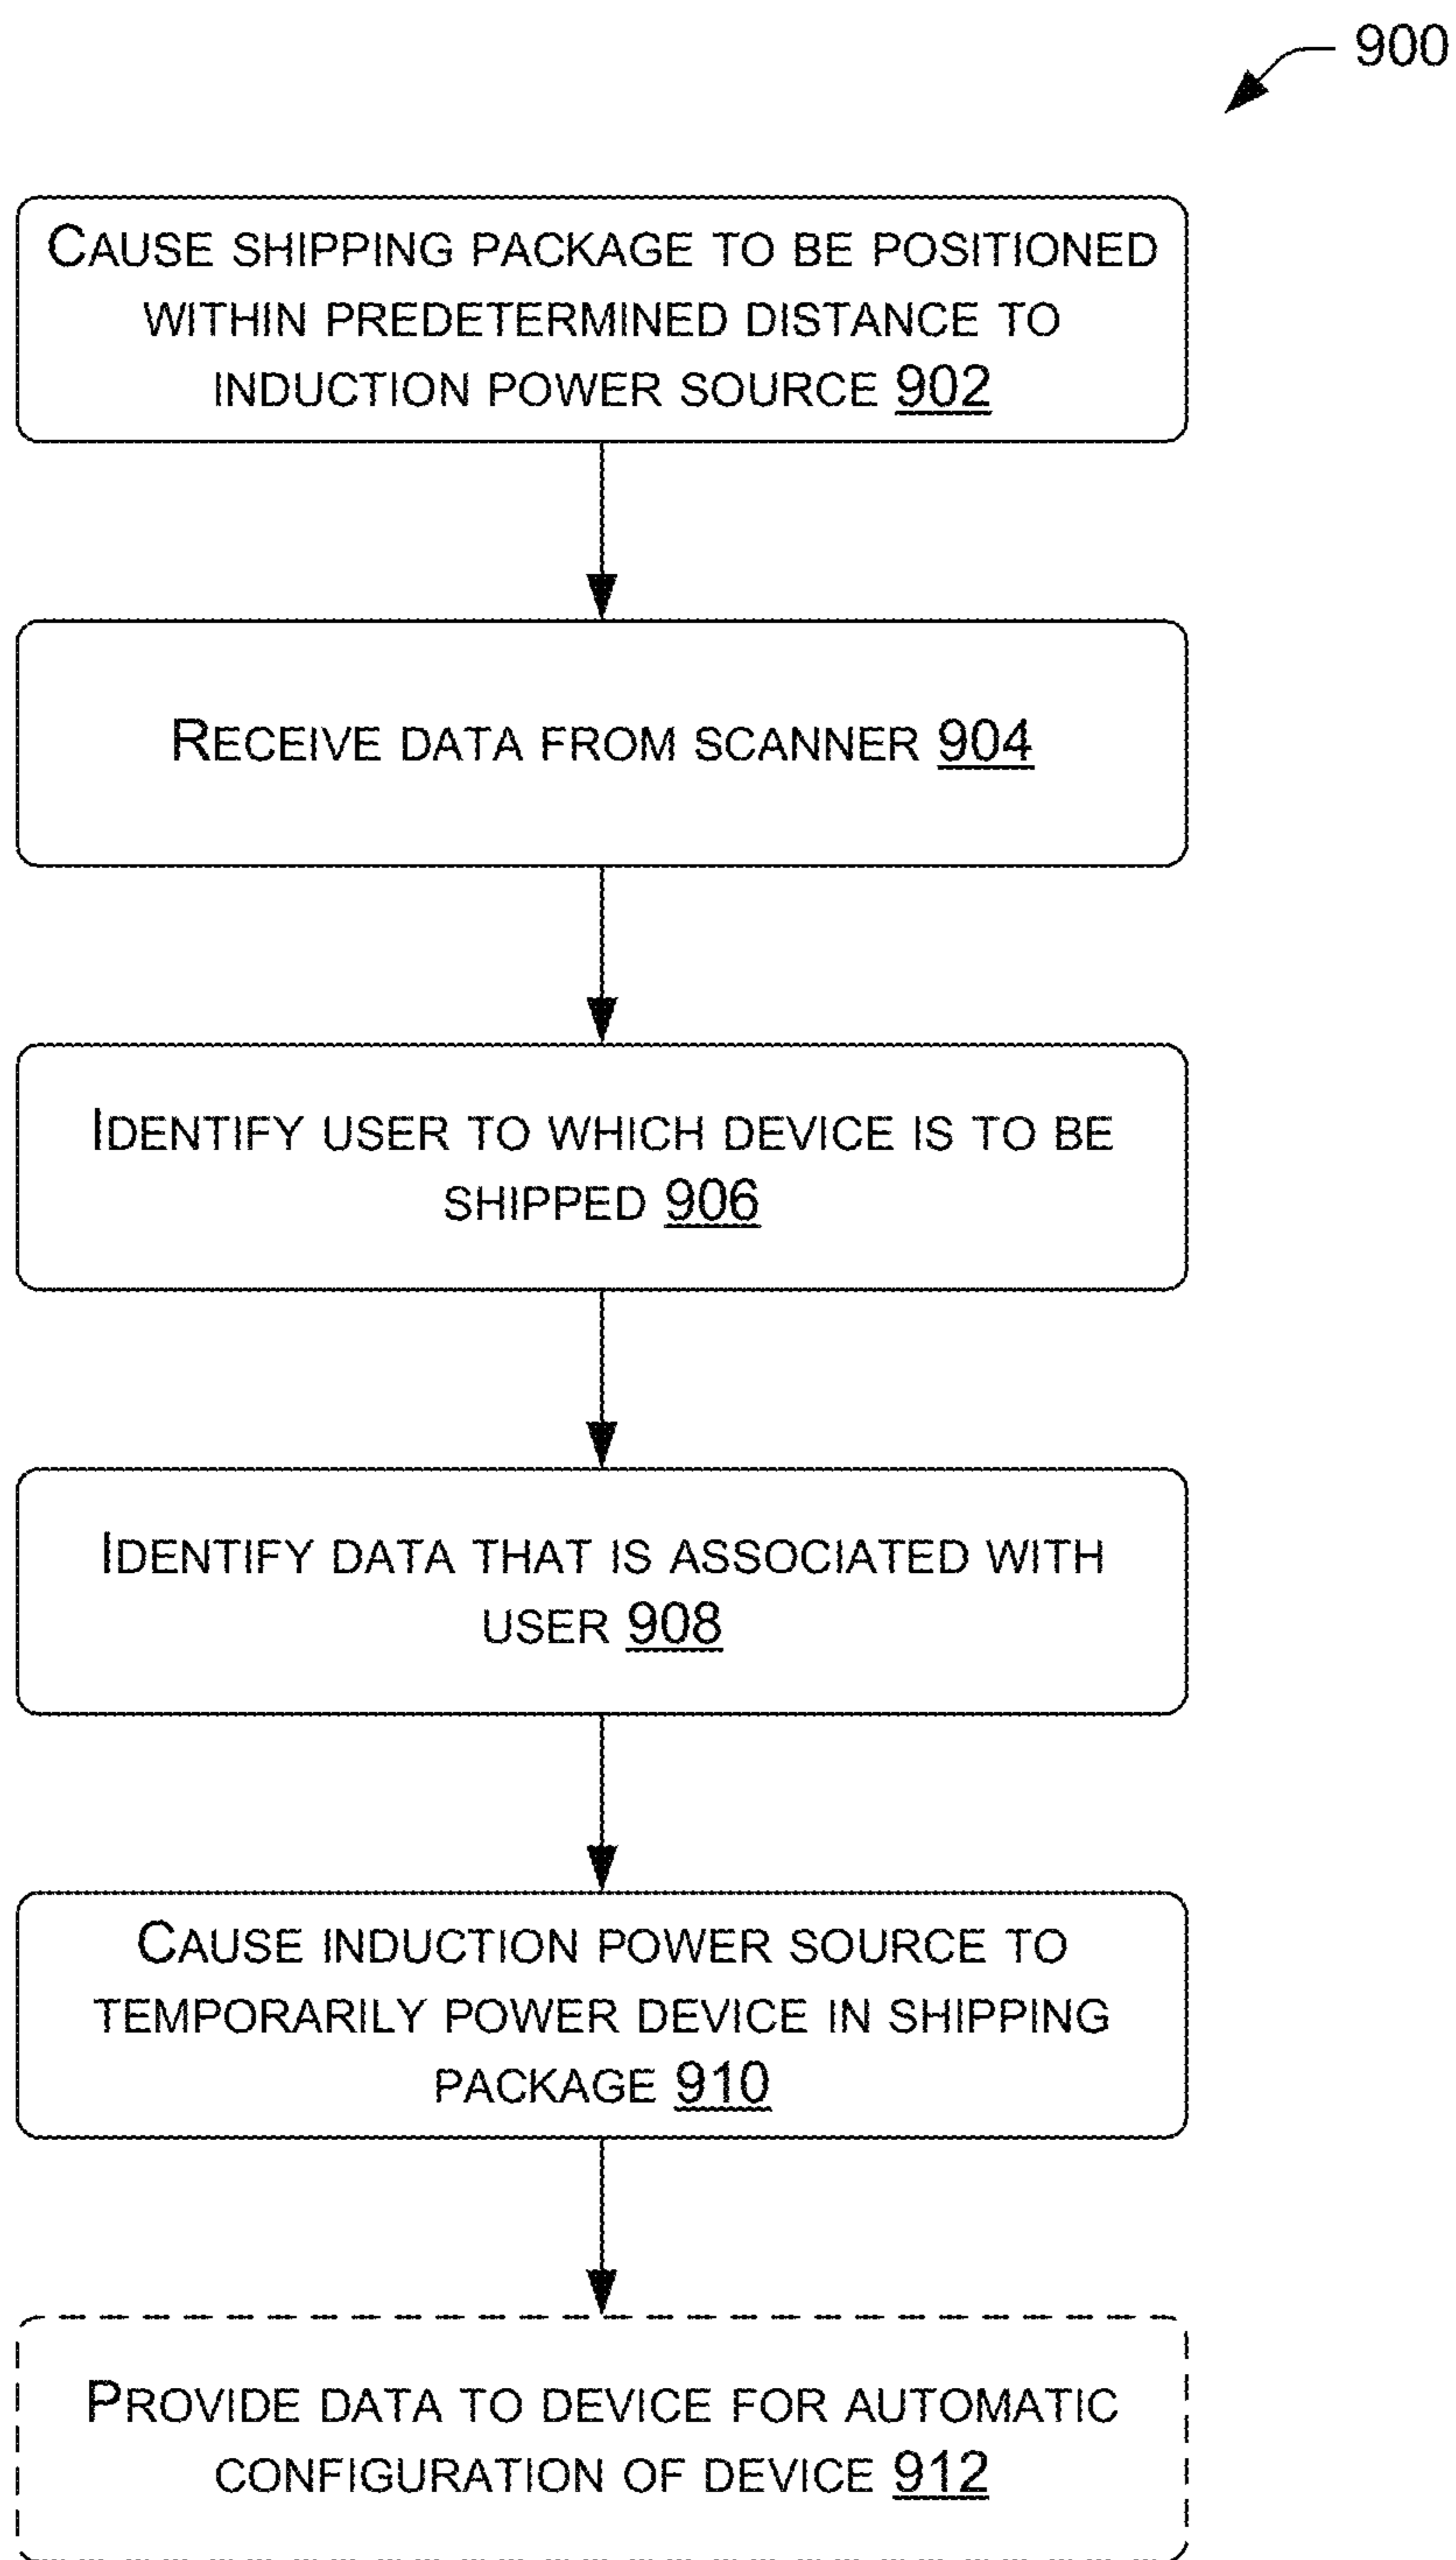 900
CAUSE SHIPPING PACKAGE TO BE POSITIONED
WITHIN PREDETERMINED DISTANCE TO
INDUCTION POWER SOURCE 902
RECEIVE DATA FROM SCANNER 904
IDENTIFY USER TO WHICH DEVICE IS TO BE
SHIPPED 906
IDENTIFY DATA THAT IS ASSOCIATED WITH
USER 908
CAUSE INDUCTION POWER SOURCE TO
TEMPORARILY POWER DEVICE IN SHIPPING
PACKAGE 910
PROVIDE DATA TO DEVICE FOR AUTOMATIC
CONFIGURATION OF DEVICE 912